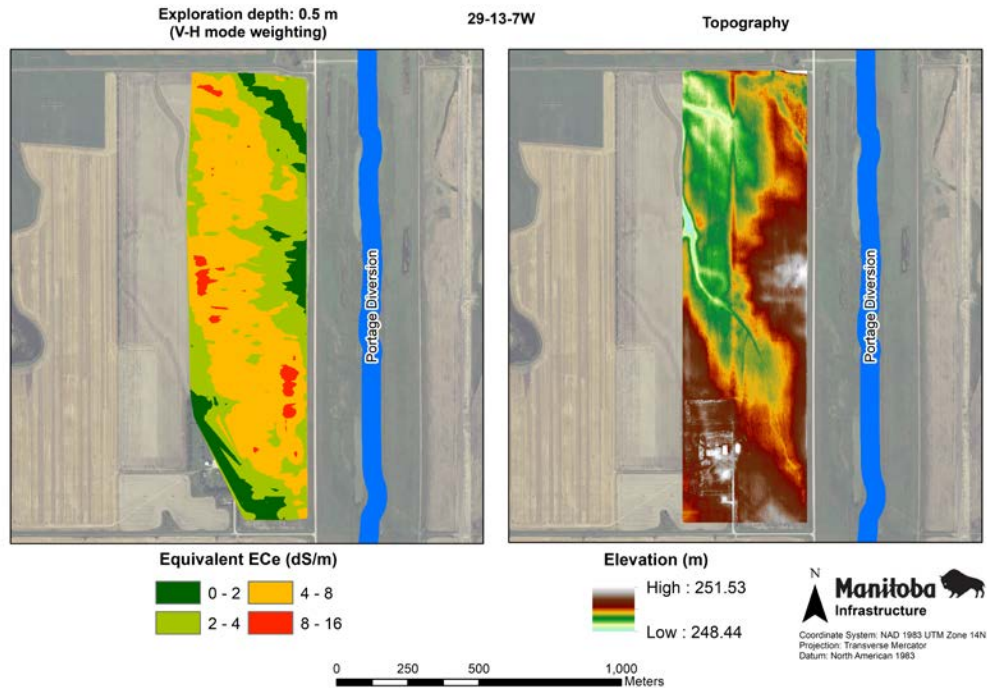 Exploration depth: 0.5 m
(V-H mode weighting)
29-13-7W
Topography
Portage Diversion
Portage Diversion
Equivalent ECe (dS/m)
0 - 2
4 - 8
2 - 4
8 - 16
Elevation (m)
High : 251.53
Low : 248.44
N
Manitoba
Infrastructure
Coordinate System: NAD 1983 UTM Zone 14N
Projection: Transverse Mercator
Datum: North American 1983
0 250 500 1,000
Meters